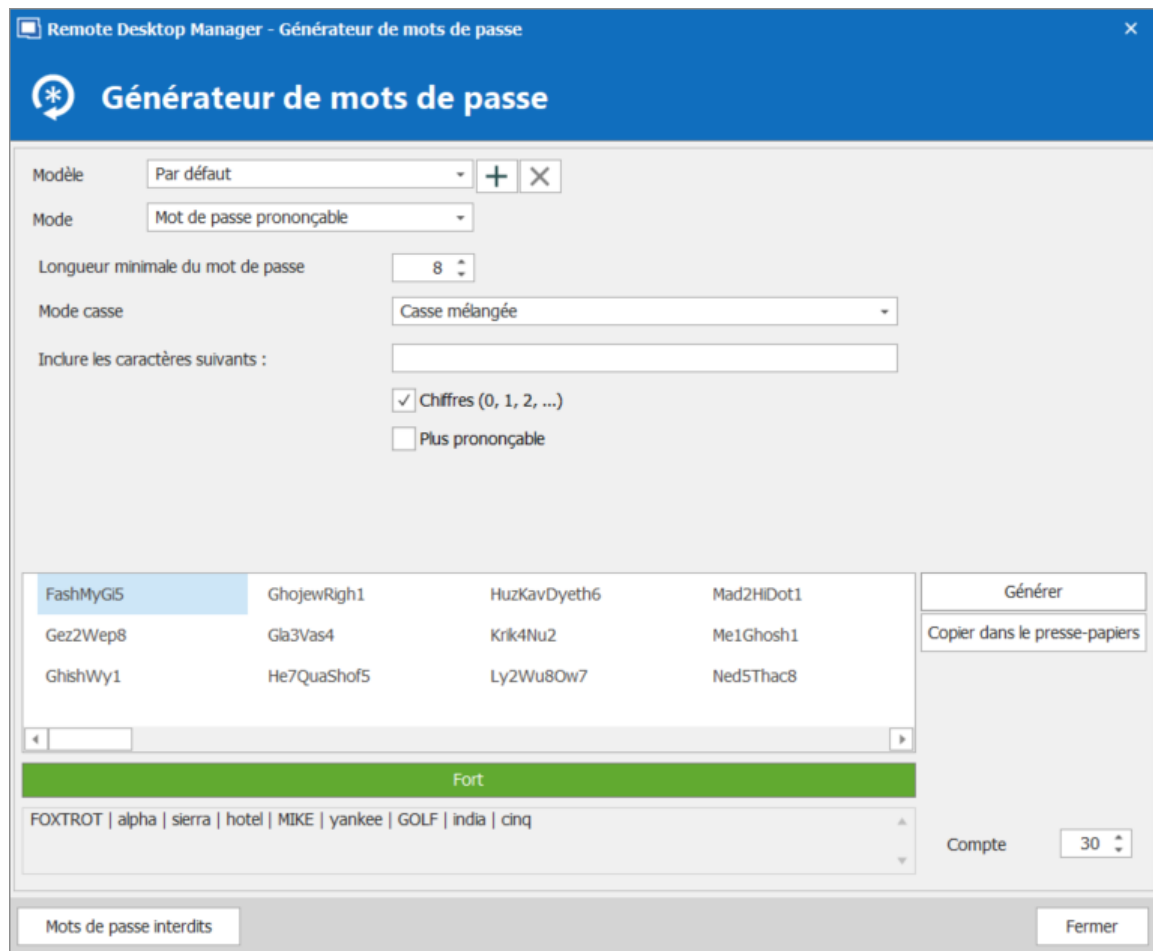 Remote Desktop Manager - Générateur de mots de passe
Générateur de mots de passe
Modèle Par défaut
Mode Mot de passe prononçable
Longueur minimale du mot de passe 8
Mode casse Casse mélangée
Inclure les caractères suivants :
Chiffres (0, 1, 2, ...)
Plus prononçable
FashMyGi5 GhojewRigh1 HuzKavDyeth6 Mad2HiDot1 Générer
Gez2Wep8 Gla3Vas4 Krik4Nu2 Me1Ghosh1 Copier dans le presse-papiers
GhishWy1 He7QuaShof5 Ly2Wu8Ow7 Ned5Thac8
Fort
FOXTROT | alpha | sierra | hotel | MIKE | yankee | GOLF | india | cinq
Compte 30
Mots de passe interdits Fermer